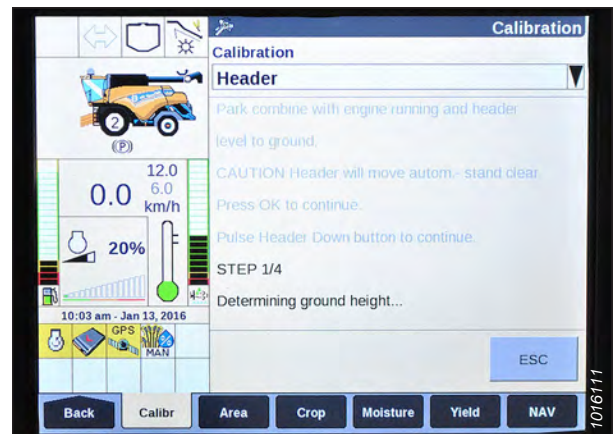 Calibration
Calibration
Header
Park combine with engine running and header
level to ground,
CAUTION Header will move autom.- stand clear.
Press OK to continue.
Pulse Header Down button to continue.
STEP 1/4
Determining ground height...
ESC
2
(P)
12.0
0.0
6.0
km/h
20%
10:03 am - Jan 13, 2016
GPS
MAN
Back
Calibr
Area
Crop
Moisture
Yield
NAV
1016111